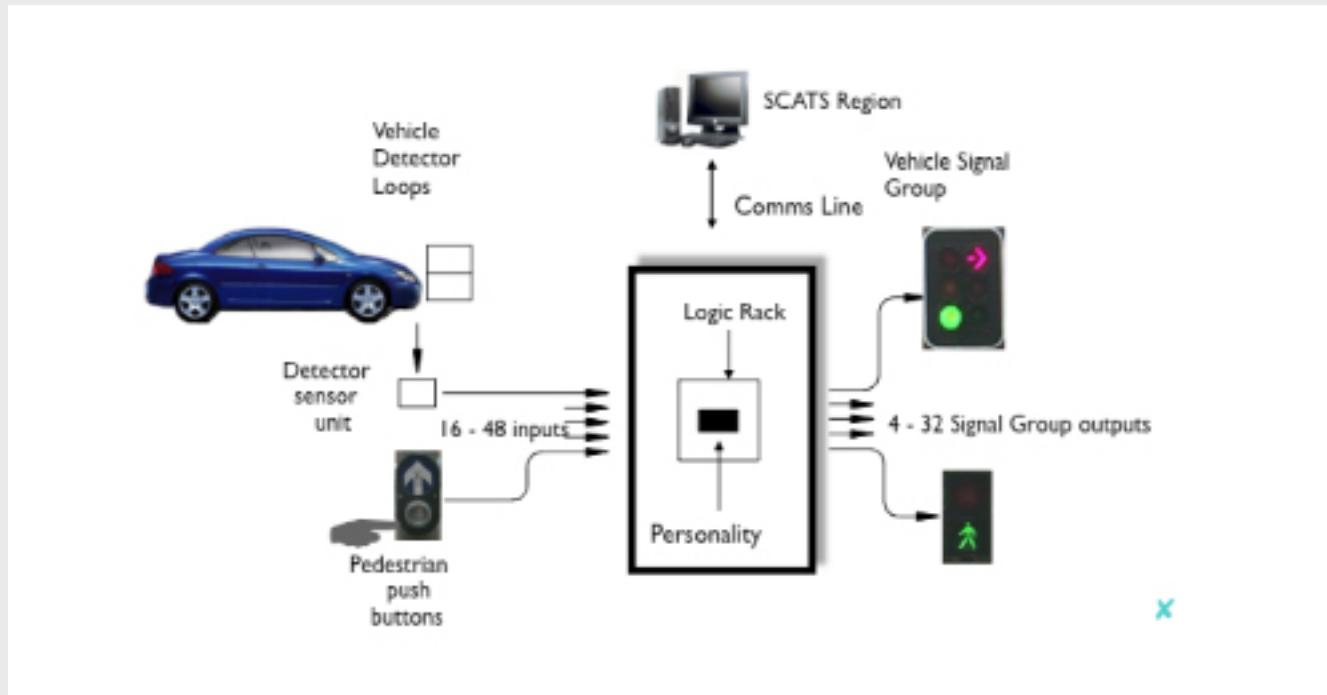 SCATS Region
Vehicle
Detector
Loops
Vehicle Signal
Group
Comms Line
Logic Rack
Detector
sensor
unit
16 - 48 inputs
4 - 32 Signal Group outputs
Personality
Pedestrian
push
buttons